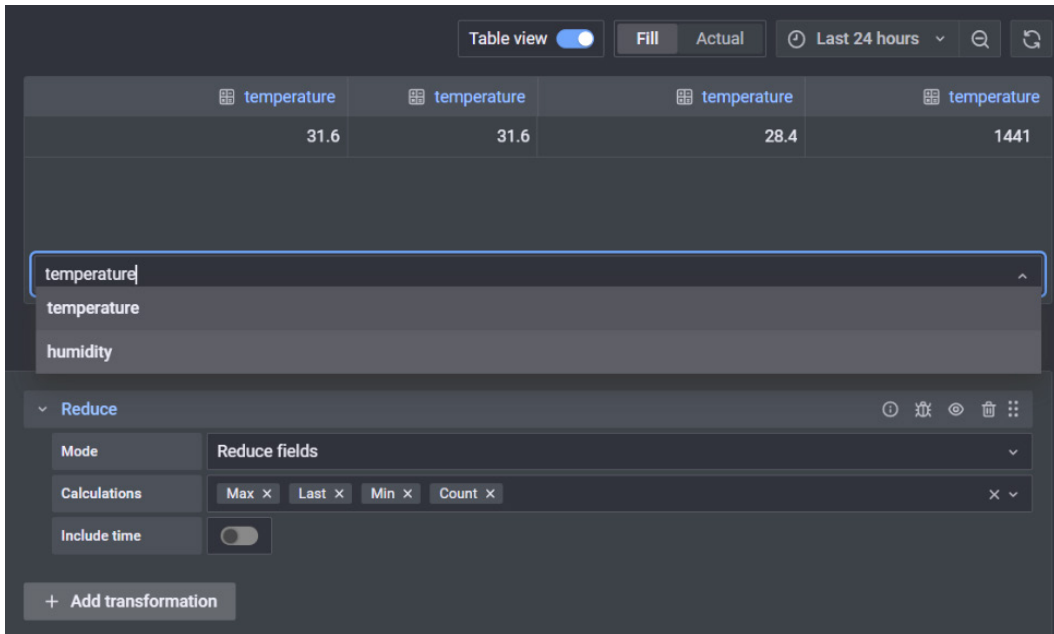 Table view Fill Actual Last 24 hours
temperature temperature temperature temperature
31.6 31.6 28.4 1441
temperature
temperature
humidity
Reduce
Mode Reduce fields
Calculations Max × Last × Min × Count ×
Include time
+ Add transformation